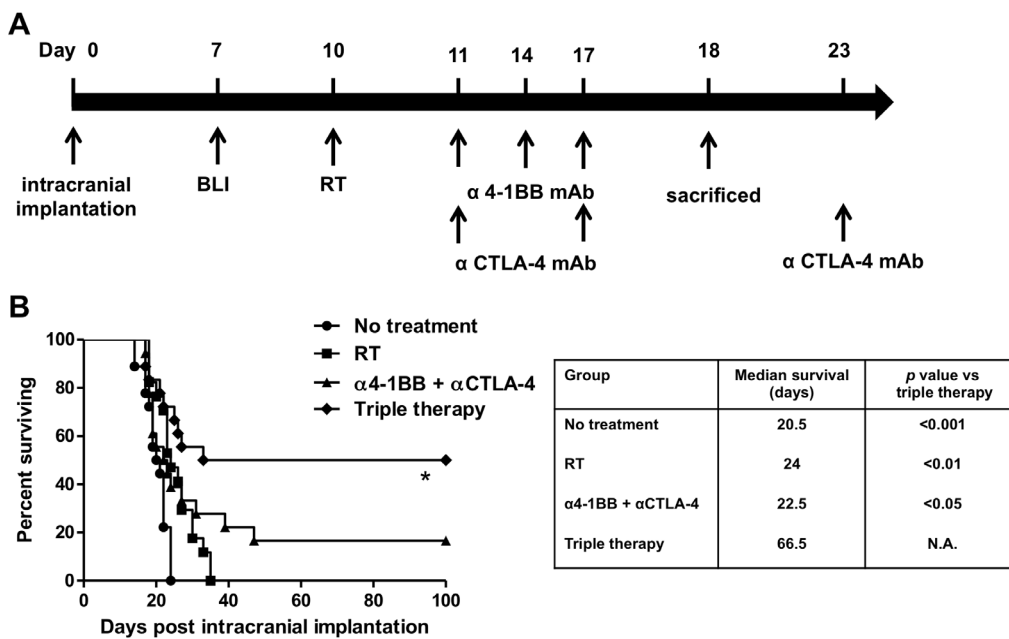 A
Day 0 7 10 11 14 17 18 23
intracranial
implantation
BLI
RT
α 4-1BB mAb
sacrificed
α CTLA-4 mAb
α CTLA-4 mAb
B
No treatment
RT
α4-1BB + αCTLA-4
Triple therapy
Percent surviving
100
80
60
40
20
0
*
0 20 40 60 80 100
Days post intracranial implantation
Group
Median survival
(days)
p value vs
triple therapy
No treatment 20.5 <0.001
RT 24 <0.01
α4-1BB + αCTLA-4 22.5 <0.05
Triple therapy 66.5 N.A.